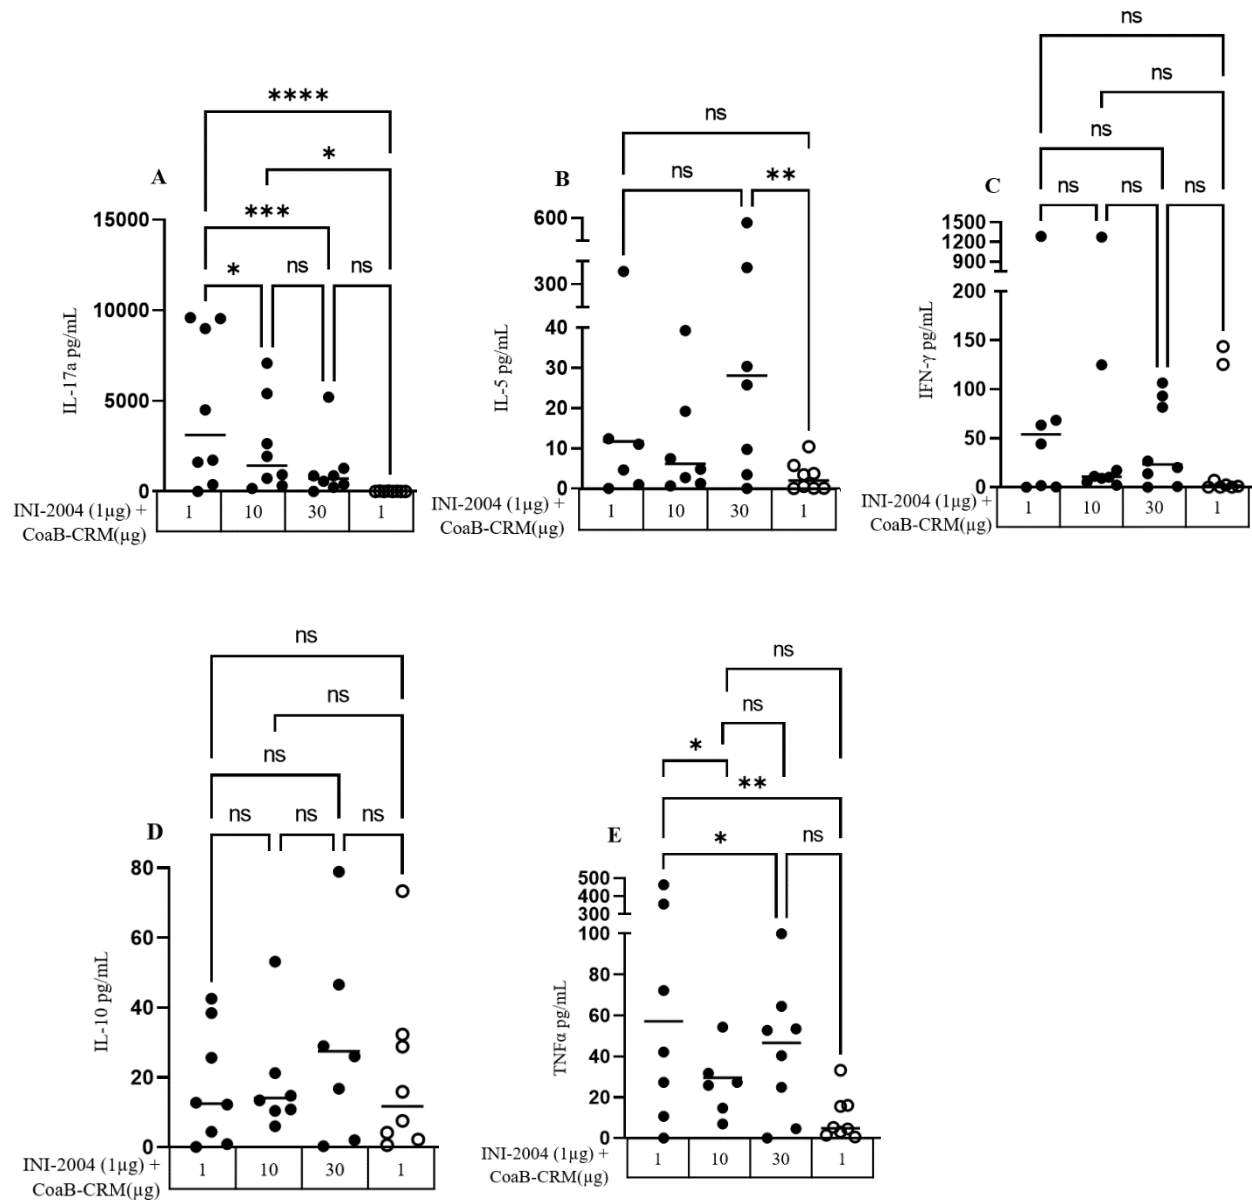 A
****
*
***
*
ns
ns
15000
10000
5000
0
IL-17a pg/mL
INI-2004 (1µg) +
CoaB-CRM(µg)
1
10
30
1
B
ns
ns
**
600
300
40
30
20
10
0
IL-5 pg/mL
INI-2004 (1µg) +
CoaB-CRM(µg)
1
10
30
1
C
ns
ns
ns
ns
ns
ns
1500
1200
900
200
150
100
50
0
IFN-γ pg/mL
INI-2004 (1µg) +
CoaB-CRM(µg)
1
10
30
1
D
ns
ns
ns
ns
ns
ns
80
60
40
20
0
IL-10 pg/mL
INI-2004 (1µg) +
CoaB-CRM(µg)
1
10
30
1
E
ns
ns
*
**
*
ns
500
400
300
100
80
60
40
20
0
TNFα pg/mL
INI-2004 (1µg) +
CoaB-CRM(µg)
1
10
30
1